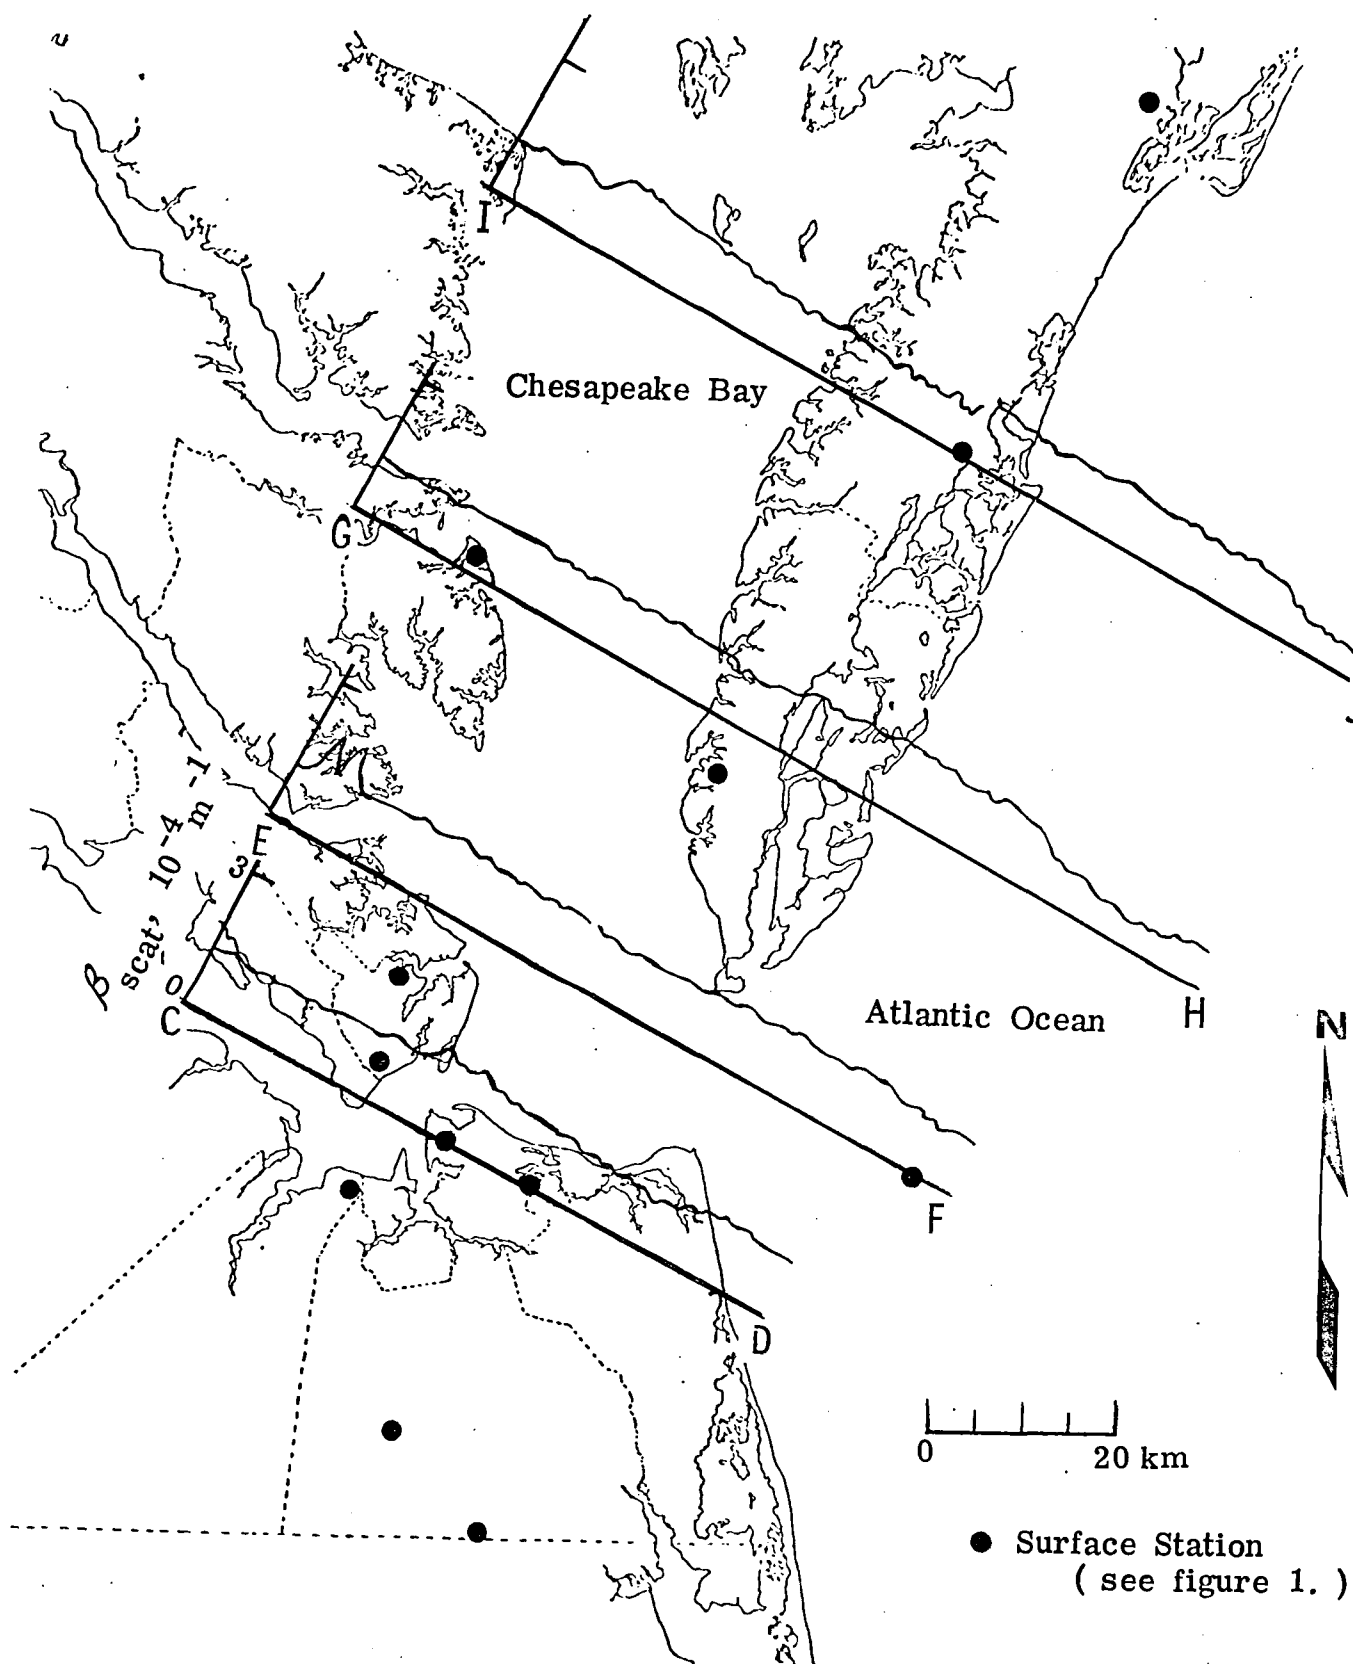 I
Chesapeake Bay
G
E
3
β scat, 10-4 m-1
0
C
Atlantic Ocean
H
N
F
D
0 20 km
● Surface Station
( see figure 1. )